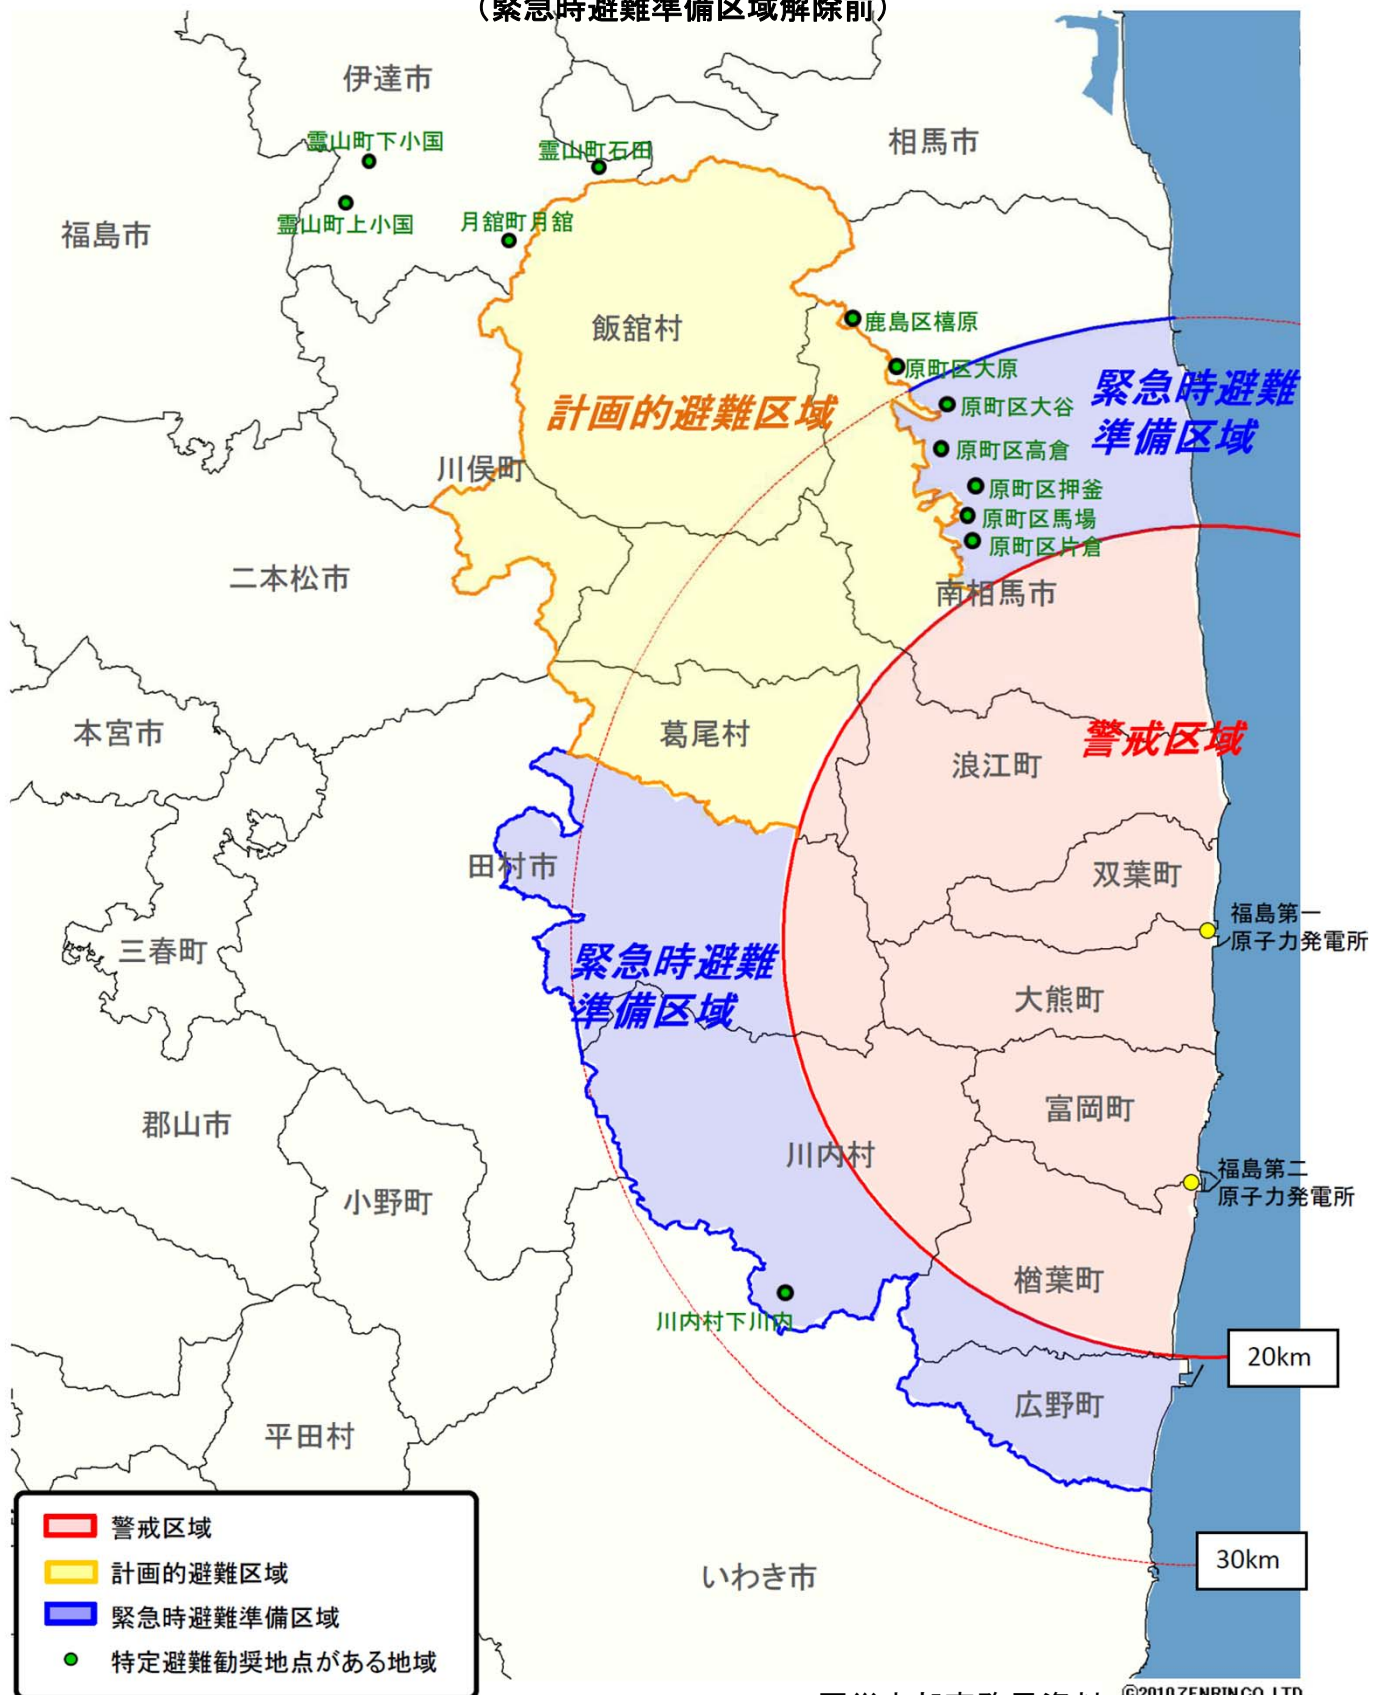 (緊急時避難準備区域解除前)
伊達市
霊山町下小国
霊山町石田
相馬市
霊山町上小国
月舘町月舘
福島市
鹿島区橲原
飯舘村
原町区大原
緊急時避難
準備区域
計画的避難区域
原町区大谷
原町区高倉
川俣町
原町区押釜
原町区馬場
原町区片倉
二本松市
南相馬市
本宮市
葛尾村
警戒区域
浪江町
田村市
双葉町
福島第一
原子力発電所
三春町
緊急時避難
準備区域
大熊町
郡山市
富岡町
川内村
福島第二
原子力発電所
小野町
楢葉町
川内村下川内
20km
広野町
平田村
警戒区域
30km
計画的避難区域
いわき市
緊急時避難準備区域
特定避難勧奨地点がある地域
©2010 ZENRIN CO., LTD